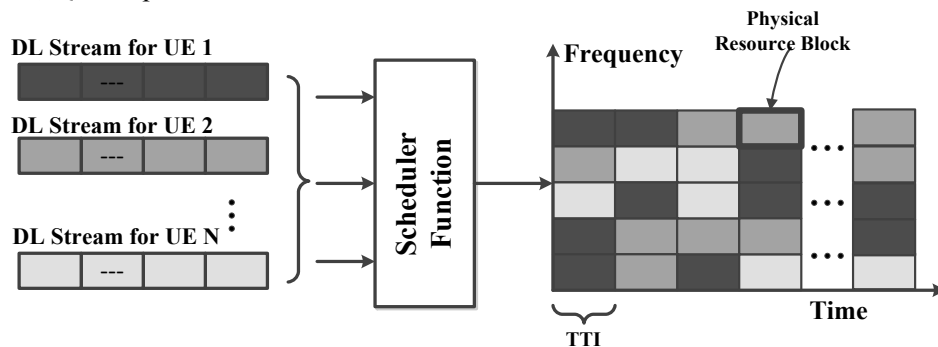 Physical
Resource Block
DL Stream for UE 1
Frequency
---
DL Stream for UE 2
---
Scheduler
Function
DL Stream for UE N
---
Time
TTI